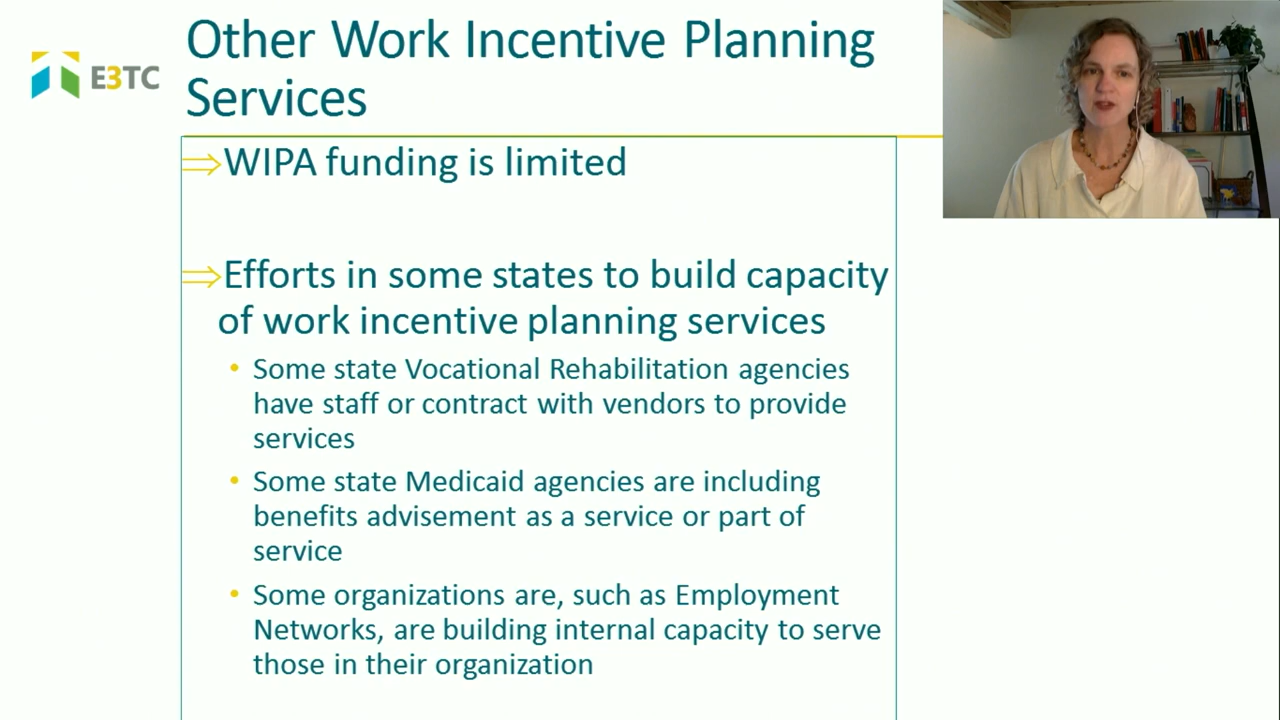 Other Work Incentive Planning
Services
E3TC
⇒WIPA funding is limited
⇒Efforts in some states to build capacity
of work incentive planning services
• Some state Vocational Rehabilitation agencies
have staff or contract with vendors to provide
services
• Some state Medicaid agencies are including
benefits advisement as a service or part of
service
• Some organizations are, such as Employment
Networks, are building internal capacity to serve
those in their organization